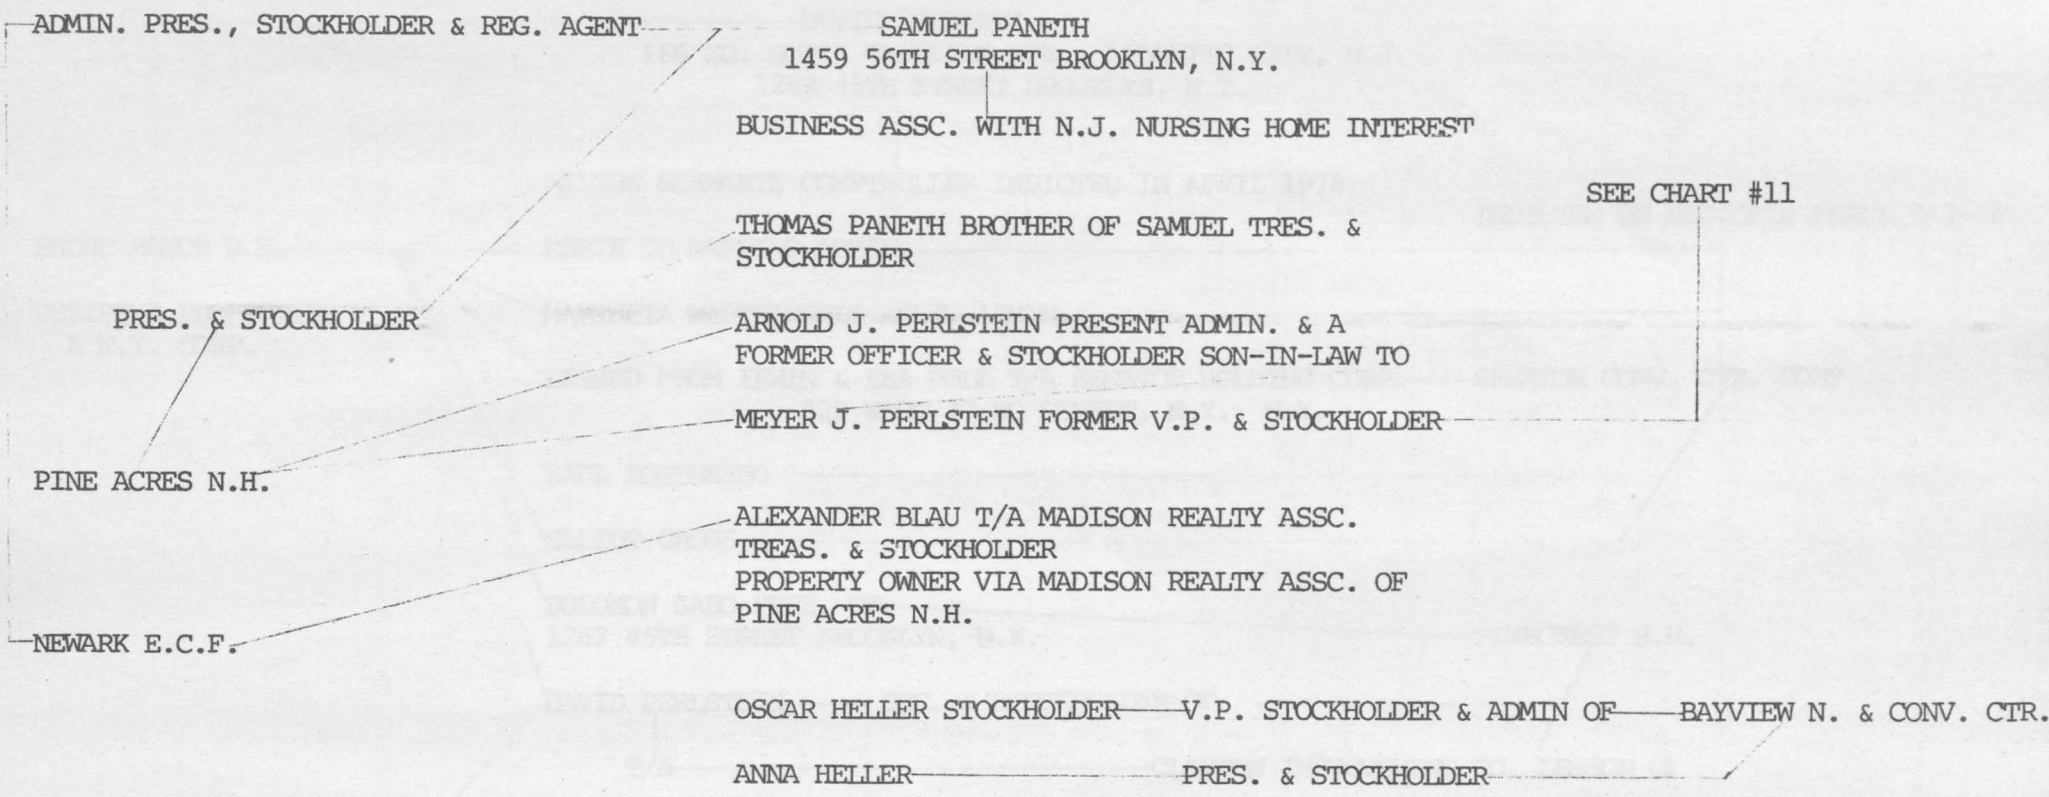 ADMIN. PRES., STOCKHOLDER & REG. AGENT
SAMUEL PANETH
1459 56TH STREET BROOKLYN, N.Y.
BUSINESS ASSC. WITH N.J. NURSING HOME INTEREST
SEE CHART #11
THOMAS PANETH BROTHER OF SAMUEL TRES. &
STOCKHOLDER
PRES. & STOCKHOLDER
ARNOLD J. PERLSTEIN PRESENT ADMIN. & A
FORMER OFFICER & STOCKHOLDER SON-IN-LAW TO
MEYER J. PERLSTEIN FORMER V.P. & STOCKHOLDER
PINE ACRES N.H.
ALEXANDER BLAU T/A MADISON REALTY ASSC.
TREAS. & STOCKHOLDER
PROPERTY OWNER VIA MADISON REALTY ASSC. OF
PINE ACRES N.H.
NEWARK E.C.F.
OSCAR HELLER STOCKHOLDER V.P. STOCKHOLDER & ADMIN OF BAYVIEW N. & CONV. CTR.
ANNA HELLER PRES. & STOCKHOLDER